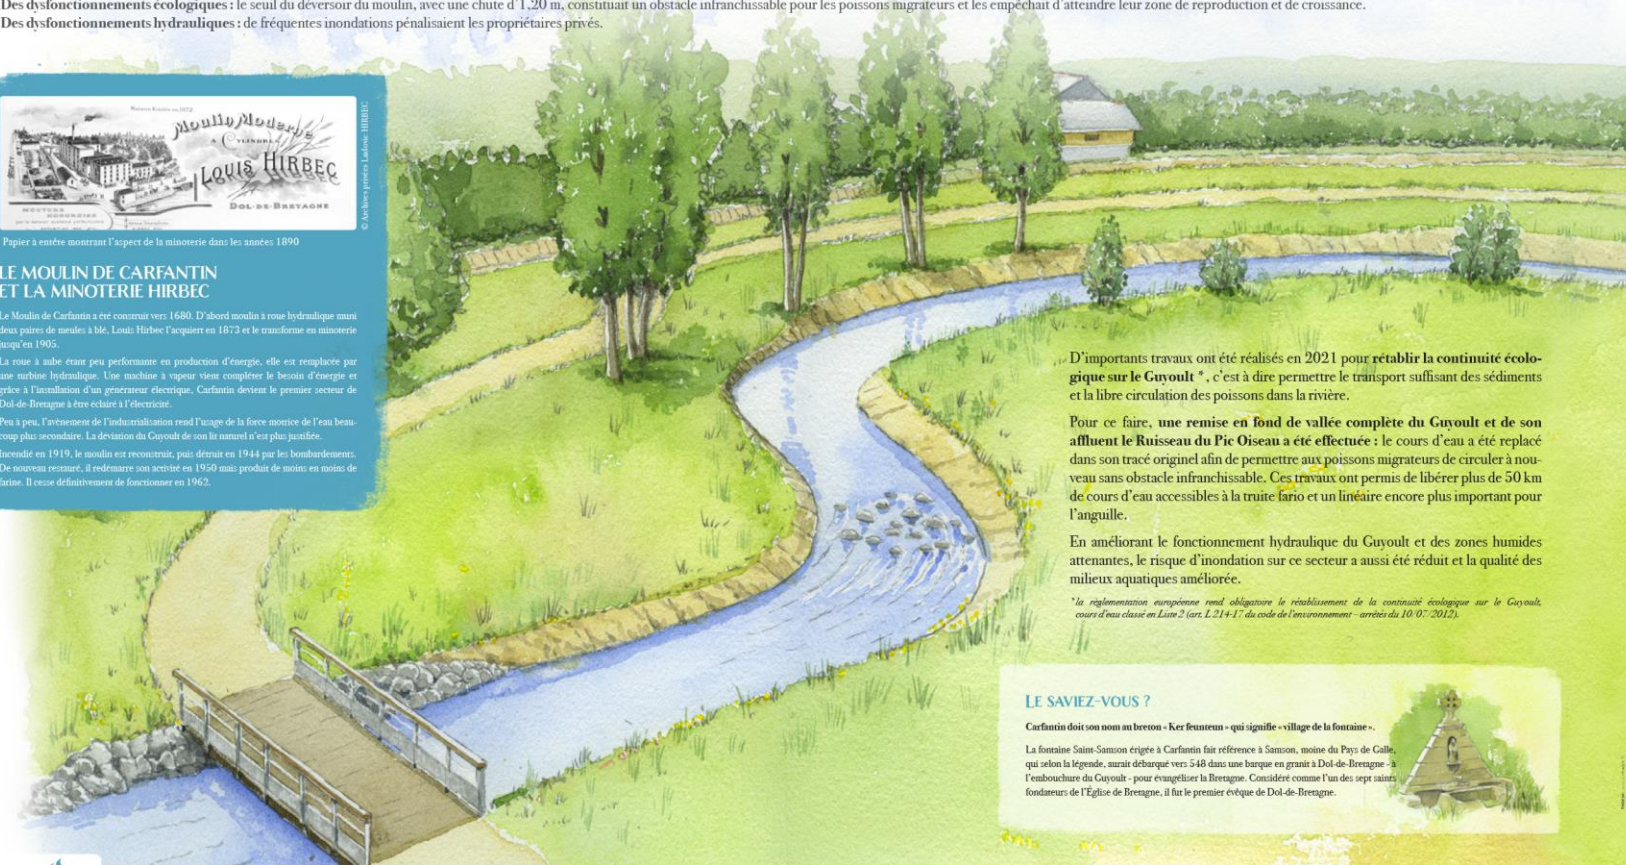 Des dysfonctionnements écologiques : le seuil du déversoir du moulin, avec une chute d'1,20 m, constituant un obstacle infranchissable pour les poissons migrateurs et les empêchait d'atteindre leur zone de reproduction et de croissance.
Des dysfonctionnements hydrauliques : de fréquentes inondations pénalisaient les propriétaires privés.
Moulin Moderne
A CYLINDRES
LOUIS HIRBEC
DOL-DE-BRETAGNE
© Archives privées Ludovic HIRBEC
Papier à entête montrant l'aspect de la minoterie dans les années 1890
LE MOULIN DE CARFANTIN
ET LA MINOTERIE HIRBEC
Le Moulin de Carfantin a été construit vers 1680. D'abord moulin à roue hydraulique muni
deux paires de meules à blé, Louis Hirbec l'acquiert en 1873 et le transforme en minoterie
jusqu'en 1905.
La roue à aube étant peu performante en production d'énergie, elle est remplacée par
une turbine hydraulique. Une machine à vapeur vient compléter le besoin d'énergie et
grâce à l'installation d'un générateur électrique, Carfantin devient le premier secteur de
Dol-de-Bretagne à être éclairé à l'électricité.
Peu à peu, l'avènement de l'industrialisation rend l'usage de la force motrice de l'eau beau-
coup plus secondaire. La déviation du Guyoult de son lit naturel n'est plus justifiée.
Incendié en 1919, le moulin est reconstruit, puis détruit en 1944 par les bombardements.
De nouveau restauré, il redémarre son activité en 1950 mais produit de moins en moins de
farine. Il cesse définitivement de fonctionner en 1962.
D'importants travaux ont été réalisés en 2021 pour rétablir la continuité écolo-
gique sur le Guyoult *, c'est à dire permettre le transport suffisant des sédiments
et la libre circulation des poissons dans la rivière.
Pour ce faire, une remise en fond de vallée complète du Guyoult et de son
affluent le Ruisseau du Pic Oiseau a été effectuée : le cours d'eau a été replacé
dans son tracé originel afin de permettre aux poissons migrateurs de circuler à nou-
veau sans obstacle infranchissable. Ces travaux ont permis de libérer plus de 50 km
de cours d'eau accessibles à la truite fario et un linéaire encore plus important pour
l'anguille.
En améliorant le fonctionnement hydraulique du Guyoult et des zones humides
attenantes, le risque d'inondation sur ce secteur a aussi été réduit et la qualité des
milieux aquatiques améliorée.
*la règlementation européenne rend obligatoire le rétablissement de la continuité écologique sur le Guyoult,
cours d'eau classé en Liste 2 (art. L 214-17 du code de l'environnement - arrêtés du 10/07/2012).
LE SAVIEZ-VOUS ?
Carfantin doit son nom au breton « Ker feunteun » qui signifie « village de la fontaine ».
La fontaine Saint-Samson érigée à Carfantin fait référence à Samson, moine du Pays de Galle,
qui selon la légende, aurait débarqué vers 548 dans une barque en granit à Dol-de-Bretagne - à
l'embouchure du Guyoult - pour évangéliser la Bretagne. Considéré comme l'un des sept saints
fondateurs de l'Église de Bretagne, il fut le premier évêque de Dol-de-Bretagne.